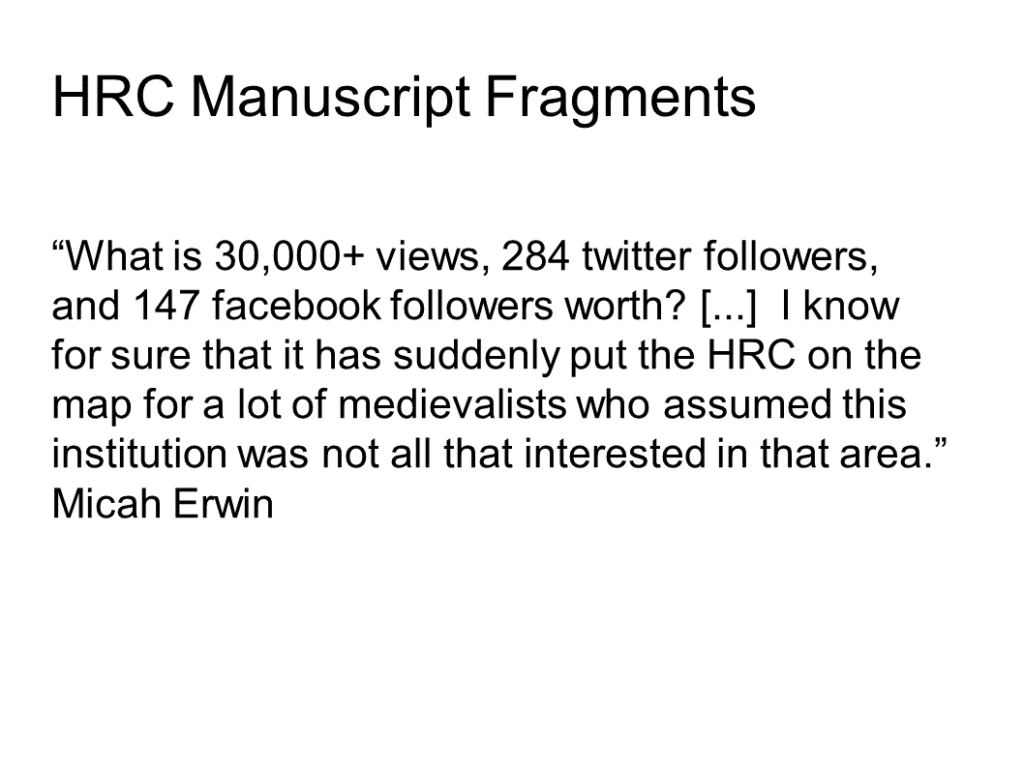 HRC Manuscript Fragments
“What is 30,000+ views, 284 twitter followers,
and 147 facebook followers worth? [...]  I know
for sure that it has suddenly put the HRC on the
map for a lot of medievalists who assumed this
institution was not all that interested in that area.”
Micah Erwin